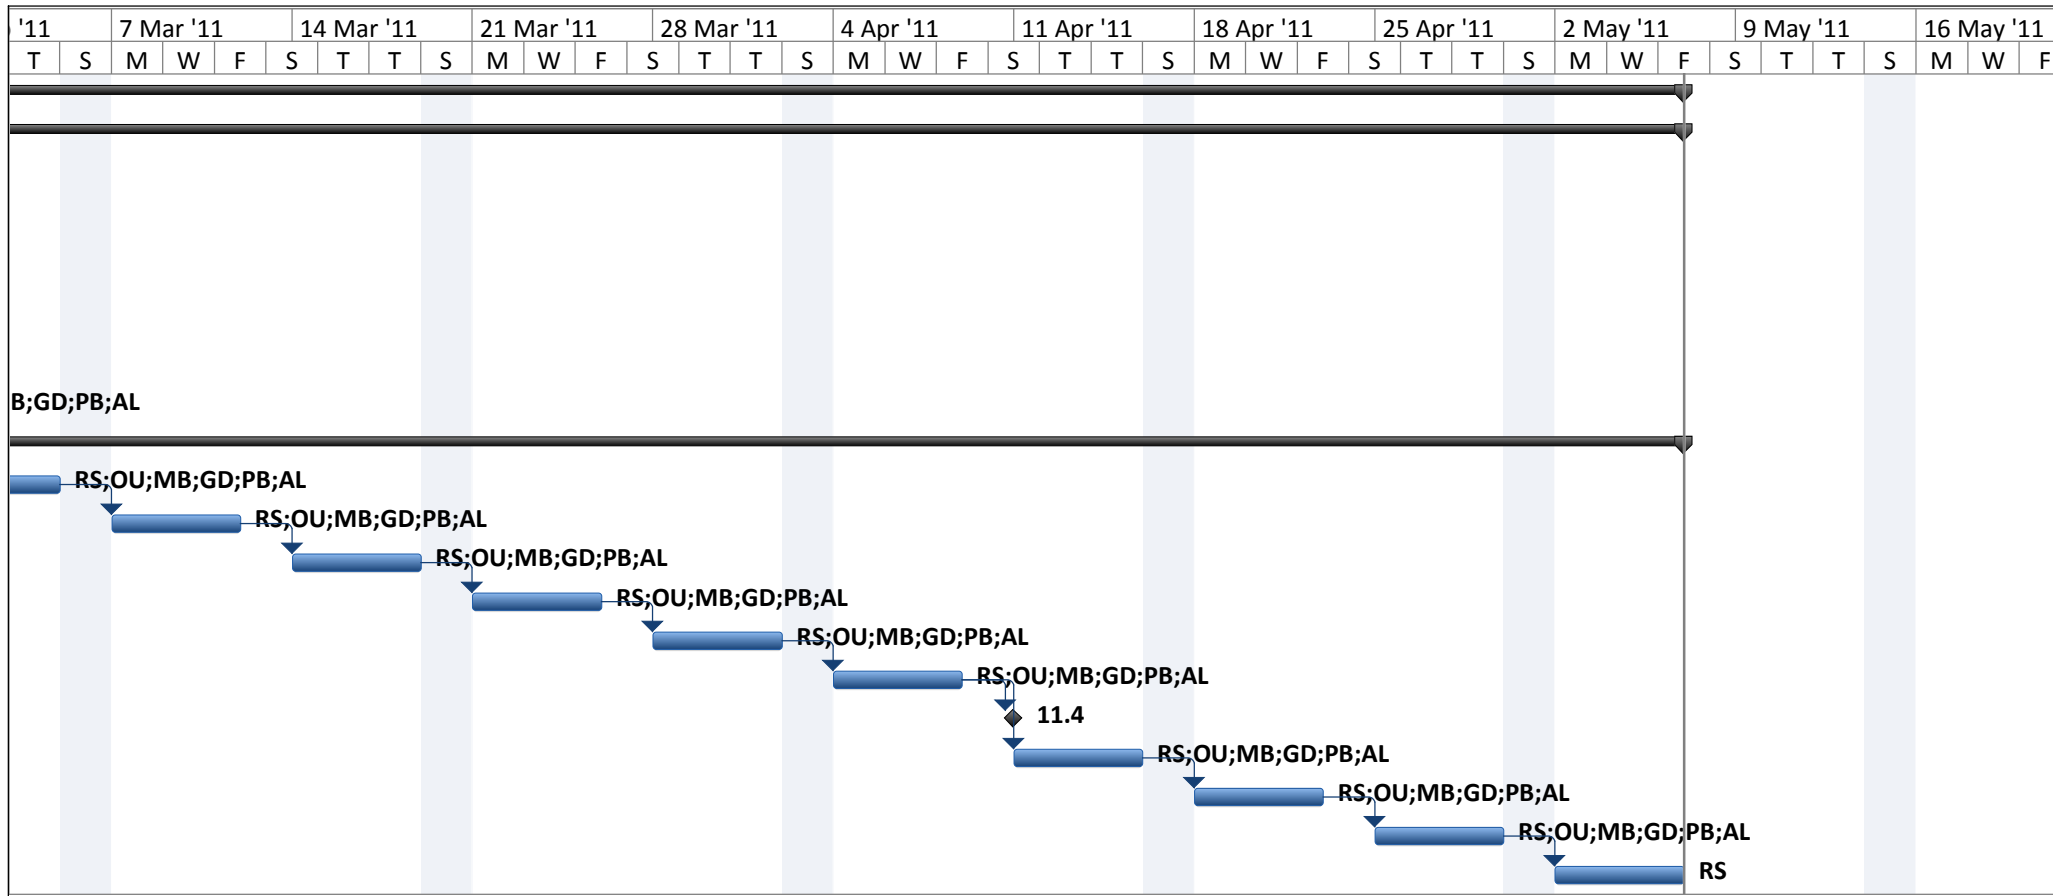 '11 7 Mar '11 14 Mar '11 21 Mar '11 28 Mar '11 4 Apr '11 11 Apr '11 18 Apr '11 25 Apr '11 2 May '11 9 May '11 16 May '11
T S M W F S T T S M W F S T T S M W F S T T S M W F S T T S M W F S T T S M W F
B;GD;PB;AL
RS;OU;MB;GD;PB;AL
RS;OU;MB;GD;PB;AL
RS;OU;MB;GD;PB;AL
RS;OU;MB;GD;PB;AL
RS;OU;MB;GD;PB;AL
RS;OU;MB;GD;PB;AL
11.4
RS;OU;MB;GD;PB;AL
RS;OU;MB;GD;PB;AL
RS;OU;MB;GD;PB;AL
RS